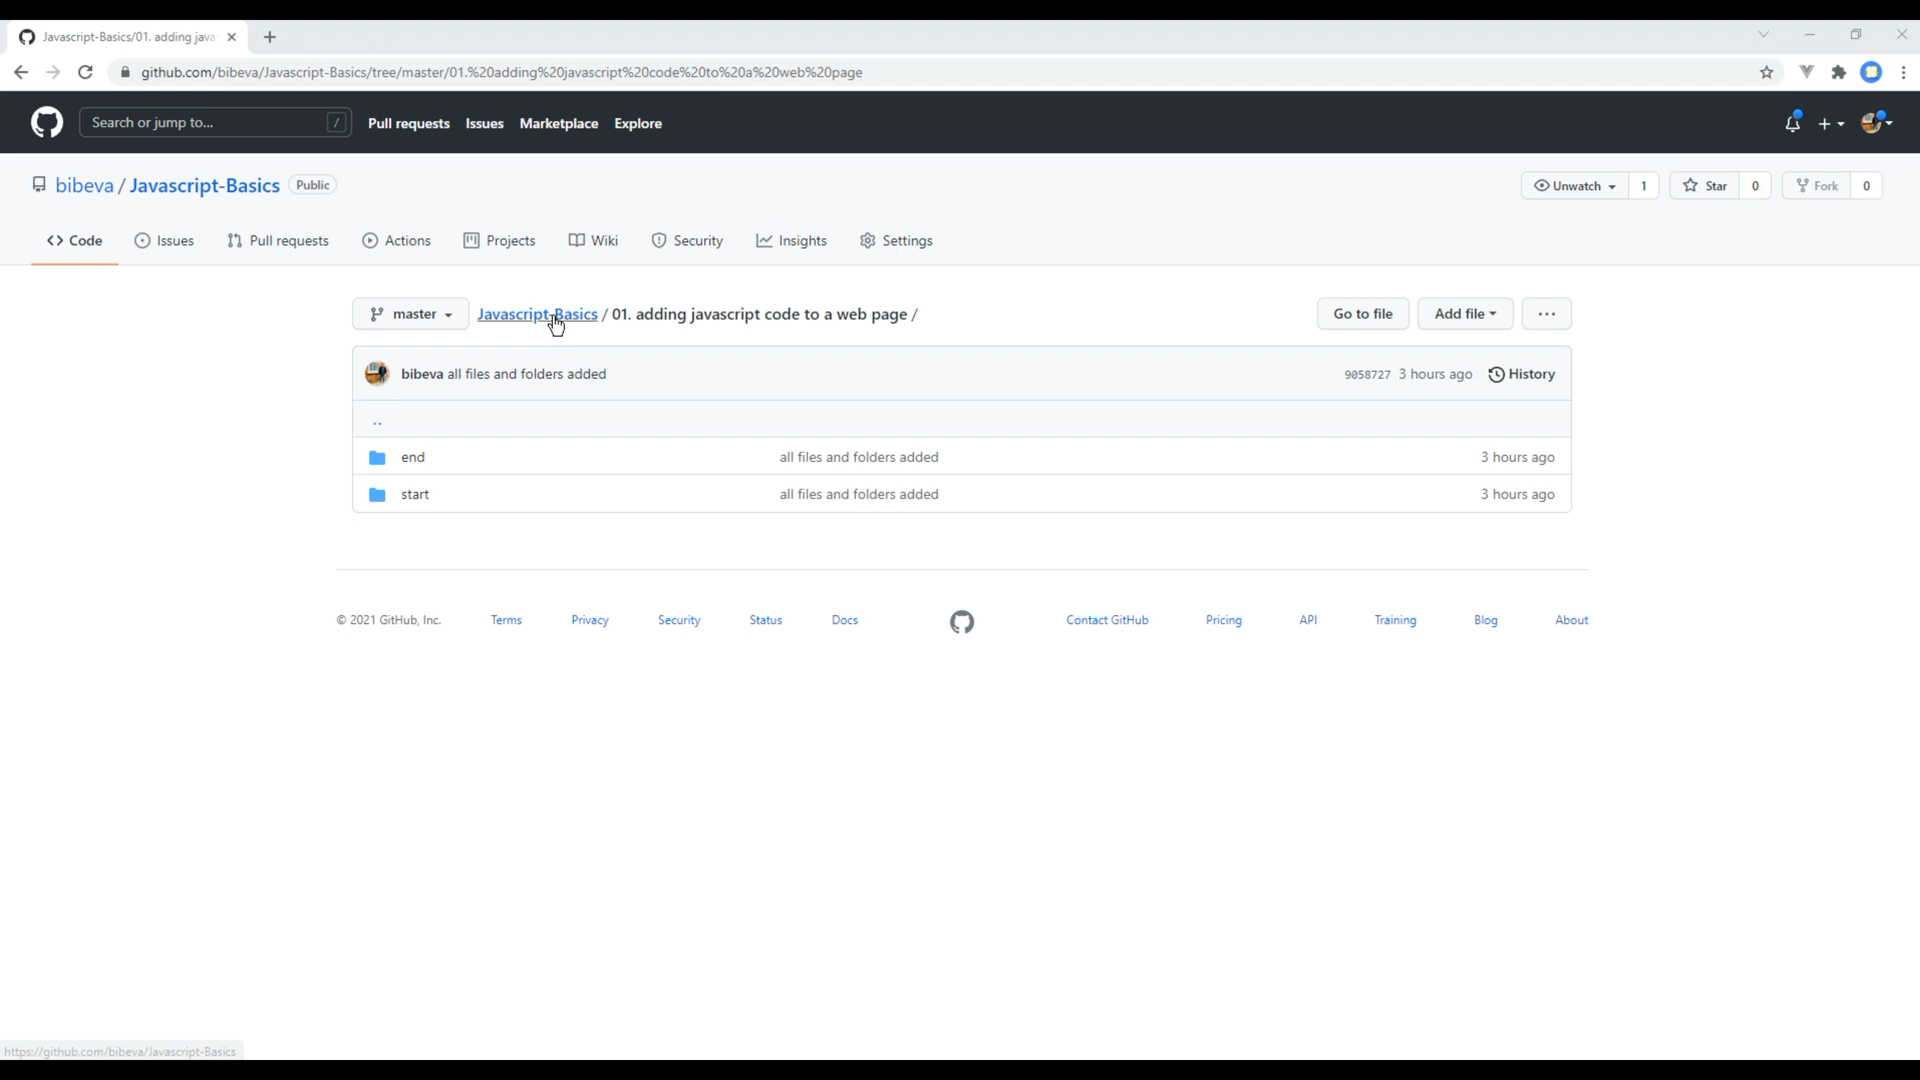 Javascript-Basics/01. adding java
github.com/bibeva/Javascript-Basics/tree/master/01.%20adding%20javascript%20code%20to%20a%20web%20page
Search or jump to... /
Pull requests Issues Marketplace Explore
bibeva / Javascript-Basics Public
Unwatch 1 Star 0 Fork 0
Code Issues Pull requests Actions Projects Wiki Security Insights Settings
master Javascript-Basics / 01. adding javascript code to a web page /
Go to file Add file
bibeva all files and folders added 9058727 3 hours ago History
..
end all files and folders added 3 hours ago
start all files and folders added 3 hours ago
© 2021 GitHub, Inc. Terms Privacy Security Status Docs Contact GitHub Pricing API Training Blog About
https://github.com/bibeva/Javascript-Basics